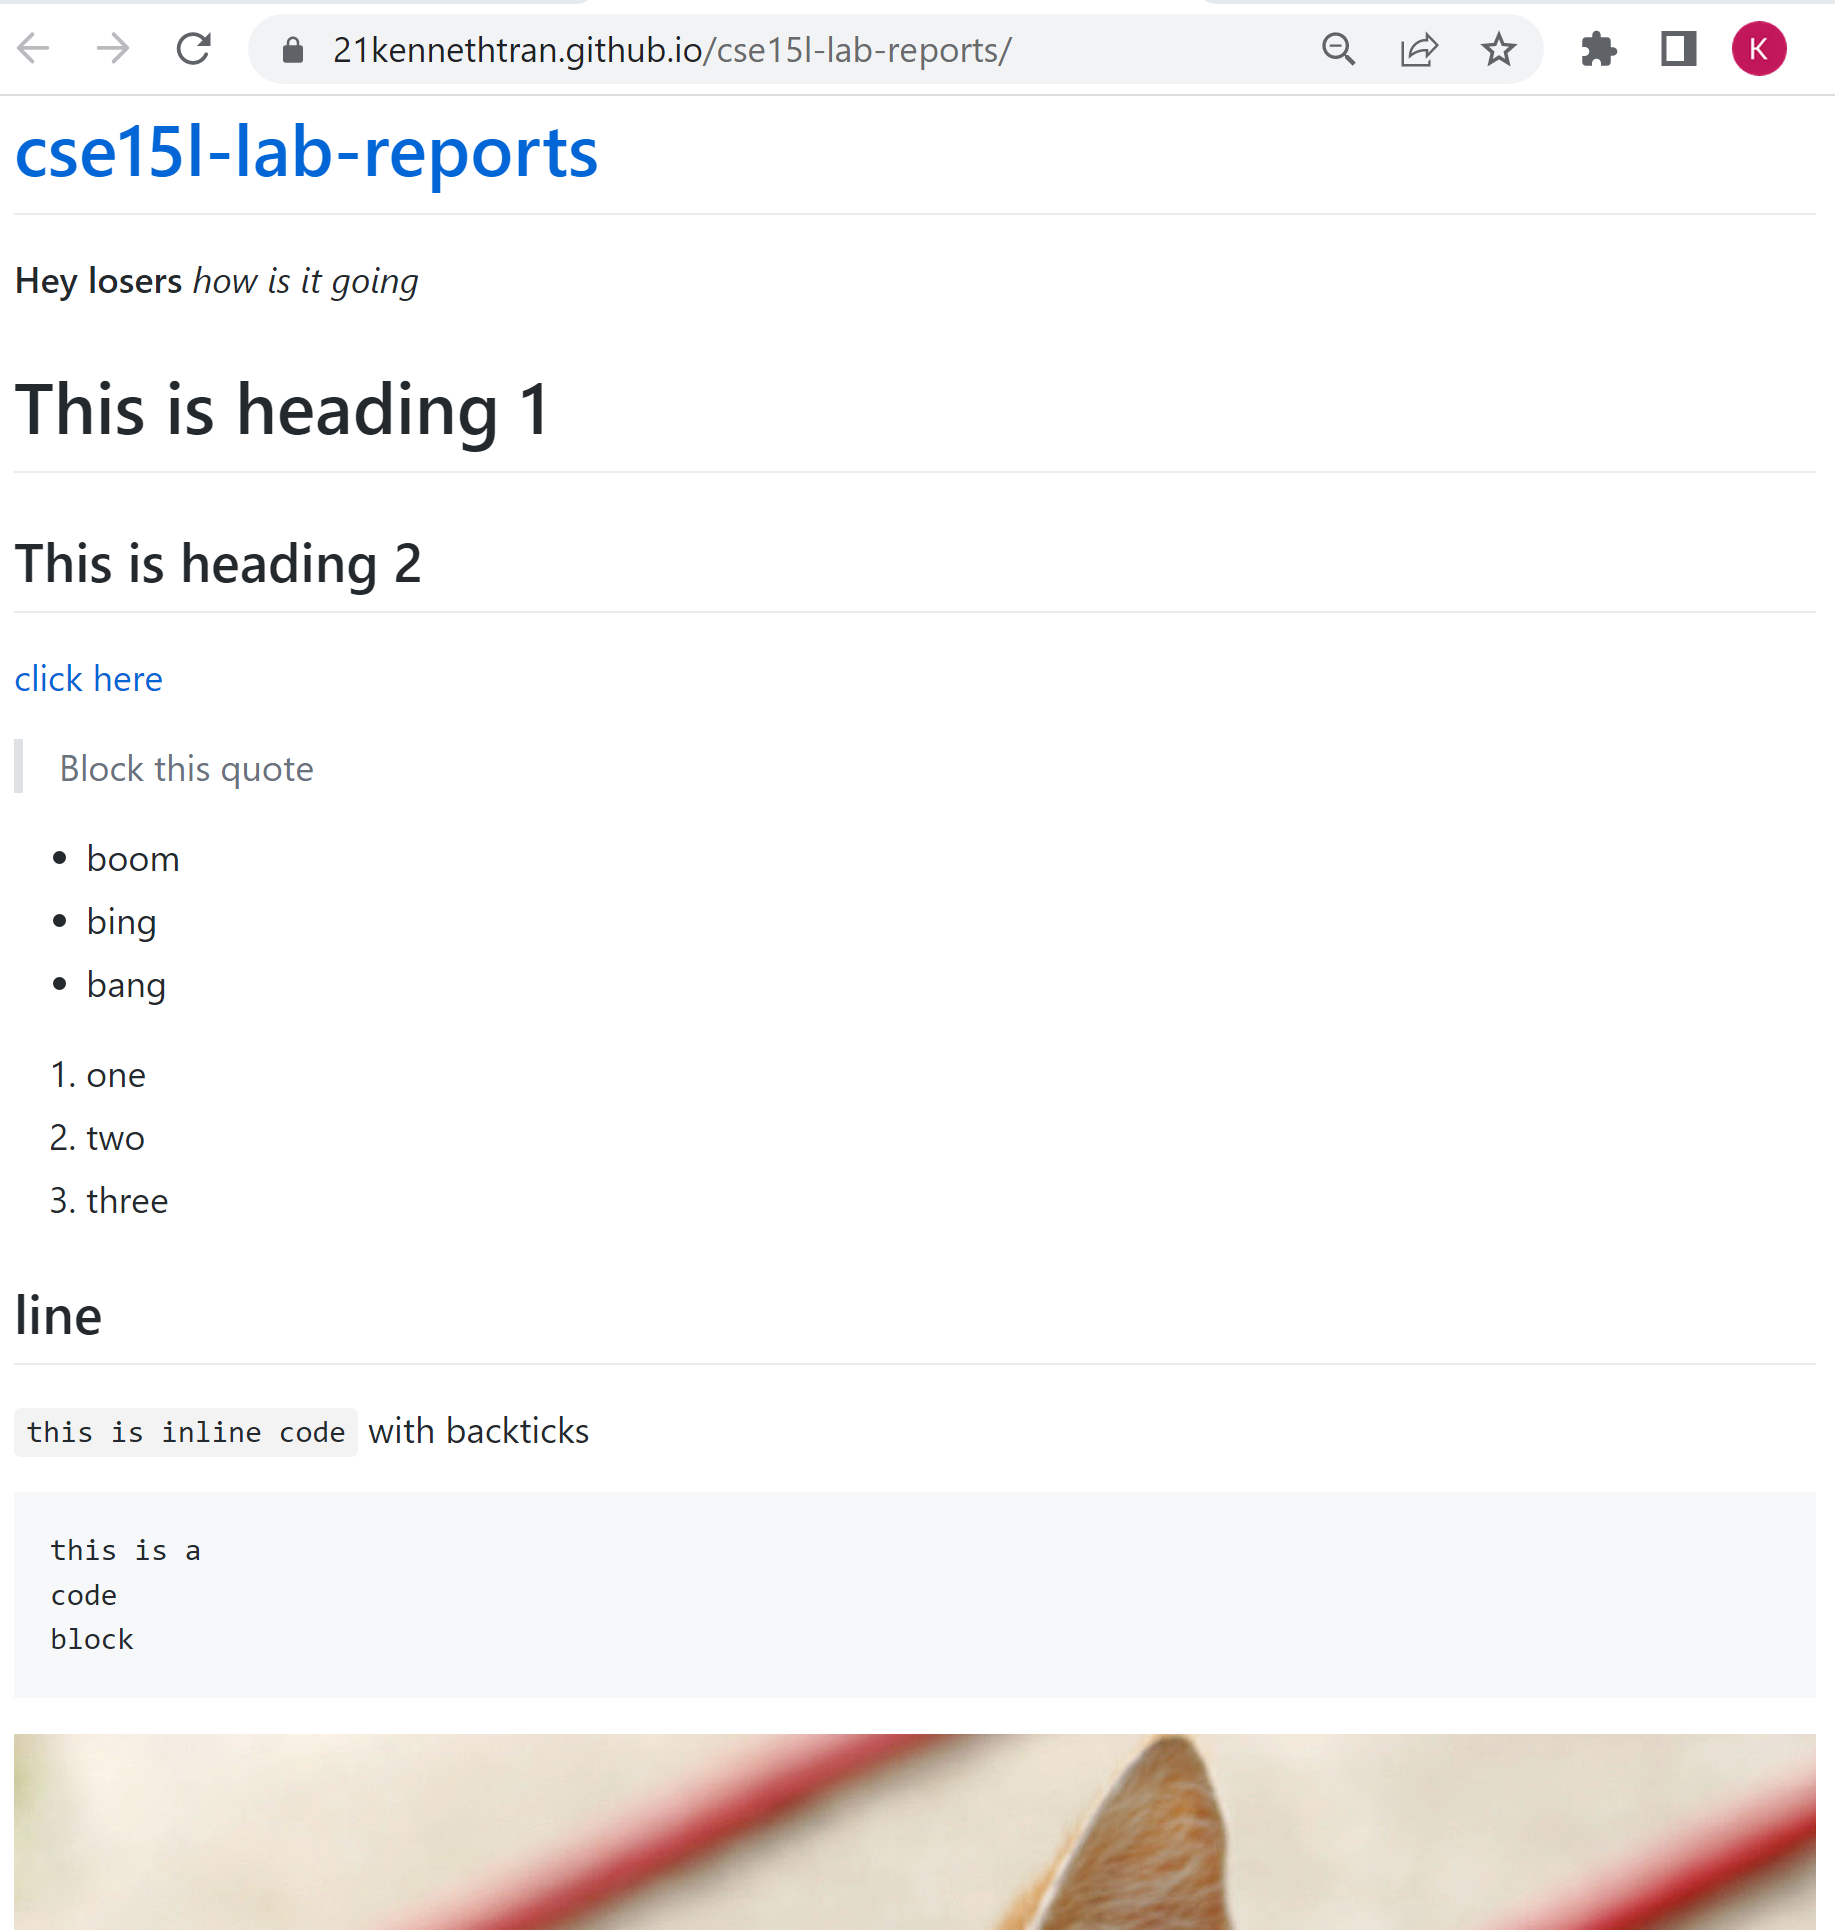 21kennethtran.github.io/cse15l-lab-reports/
K
cse15l-lab-reports
Hey losers how is it going
This is heading 1
This is heading 2
click here
Block this quote
• boom
• bing
• bang
1. one
2. two
3. three
line
this is inline code with backticks
this is a
code
block